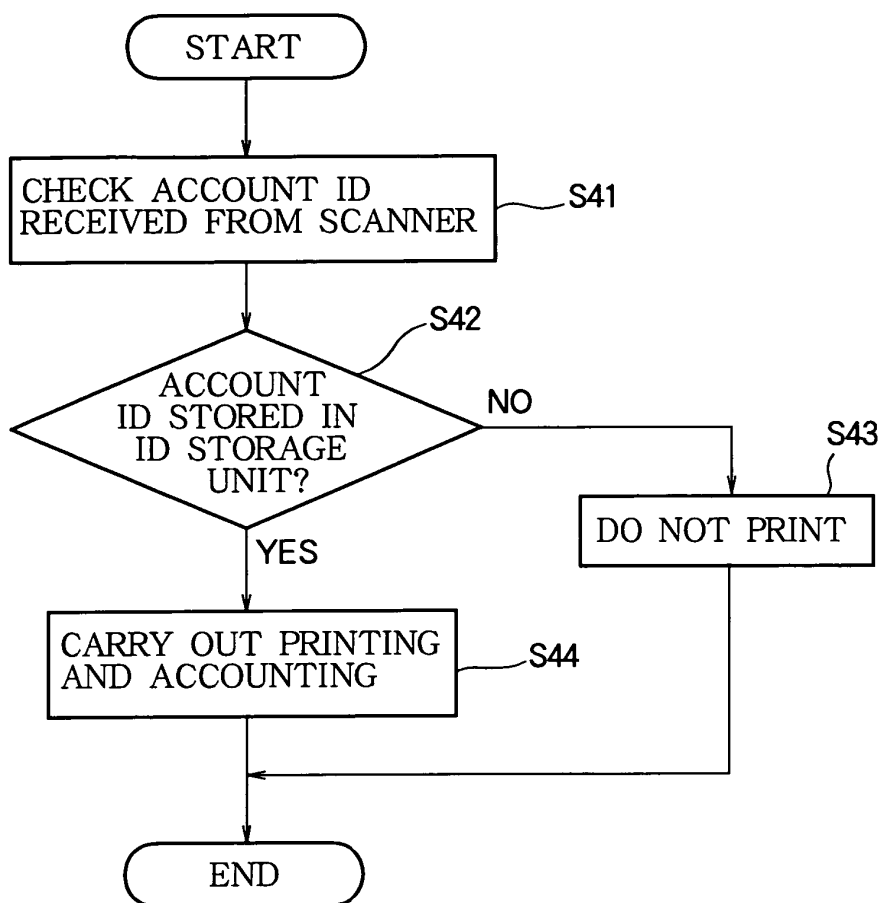 START
CHECK ACCOUNT ID
RECEIVED FROM SCANNER
S41
S42
ACCOUNT
ID STORED IN
ID STORAGE
UNIT?
NO
S43
DO NOT PRINT
YES
CARRY OUT PRINTING
AND ACCOUNTING
S44
END